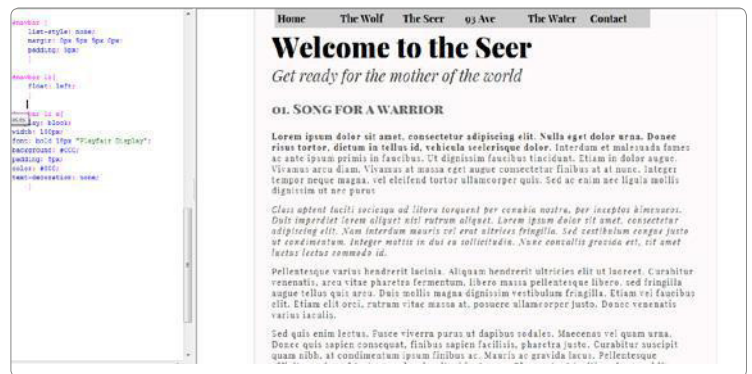 #navbar {
list-style: none;
margin: 0px 5px 5px 0px;
padding: 5px;
}
#navbar li{
float: left;
}
li a{
block;
width: 100px;
font: bold 15px "Playfair Display";
background: #CCC;
padding: 5px;
color: #000;
text-decoration: none;
}
Home The Wolf The Seer 93 Ave The Water Contact
Welcome to the Seer
Get ready for the mother of the world
01. SONG FOR A WARRIOR
Lorem ipsum dolor sit amet, consectetur adipiscing elit. Nulla eget dolor urna. Donec
risus tortor, dictum in tellus id, vehicula scelerisque dolor. Interdum et malesuada fames
ac ante ipsum primis in faucibus. Ut dignissim faucibus tincidunt. Etiam in dolor augue.
Vivamus arcu diam, Vivamus at massa eget augue consectetur finibus at at nunc. Integer
tempor neque magna, vel eleifend tortor ullamcorper quis. Sed ac enim nec ligula mollis
dignissim ut nec purus
Class aptent taciti sociosqu ad litora torquent per conubia nostra, per inceptos himenaeos.
Duis imperdiet lorem aliquet nisl rutrum aliquet. Lorem ipsum dolor sit amet, consectetur
adipiscing elit. Nam interdum mauris vel erat ultrices fringilla. Sed vestibulum congue justo
ut condimentum. Integer mattis in dui eu sollicitudin. Nunc convallis gravida est, sit amet
luctus lectus commodo id.
Pellentesque varius hendrerit lacinia. Aliquam hendrerit ultricies elit ut laoreet. Curabitur
venenatis, arcu vitae pharetra fermentum, libero massa pellentesque libero, sed fringilla
augue tellus quis arcu. Duis mollis magna dignissim vestibulum fringilla. Etiam vel faucibus
elit. Etiam elit orci, rutrum vitae massa at, posuere ullamcorper justo. Donec venenatis
varius iaculis.
Sed quis enim lectus. Fusce viverra purus ut dapibus sodales. Maecenas vel quam urna.
Donec quis sapien consequat, finibus sapien facilisis, pharetra justo. Curabitur suscipit
quam nibh, at condimentum ipsum finibus ac. Mauris ac gravida lacus. Pellentesque